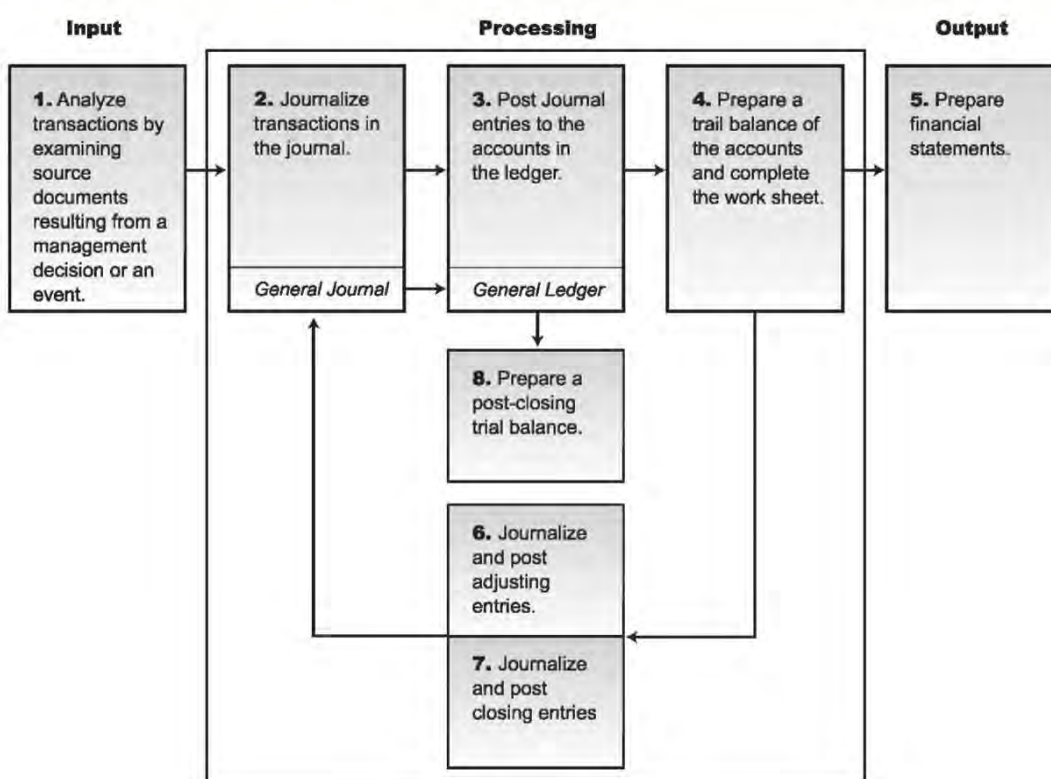 Input
Processing
Output
1. Analyze
transactions by
examining
source
documents
resulting from a
management
decision or an
event.
2. Journalize
transactions in
the journal.
General Journal
3. Post Journal
entries to the
accounts in
the ledger.
General Ledger
4. Prepare a
trail balance of
the accounts
and complete
the work sheet.
5. Prepare
financial
statements.
8. Prepare a
post-closing
trial balance.
6. Journalize
and post
adjusting
entries.
7. Journalize
and post
closing entries